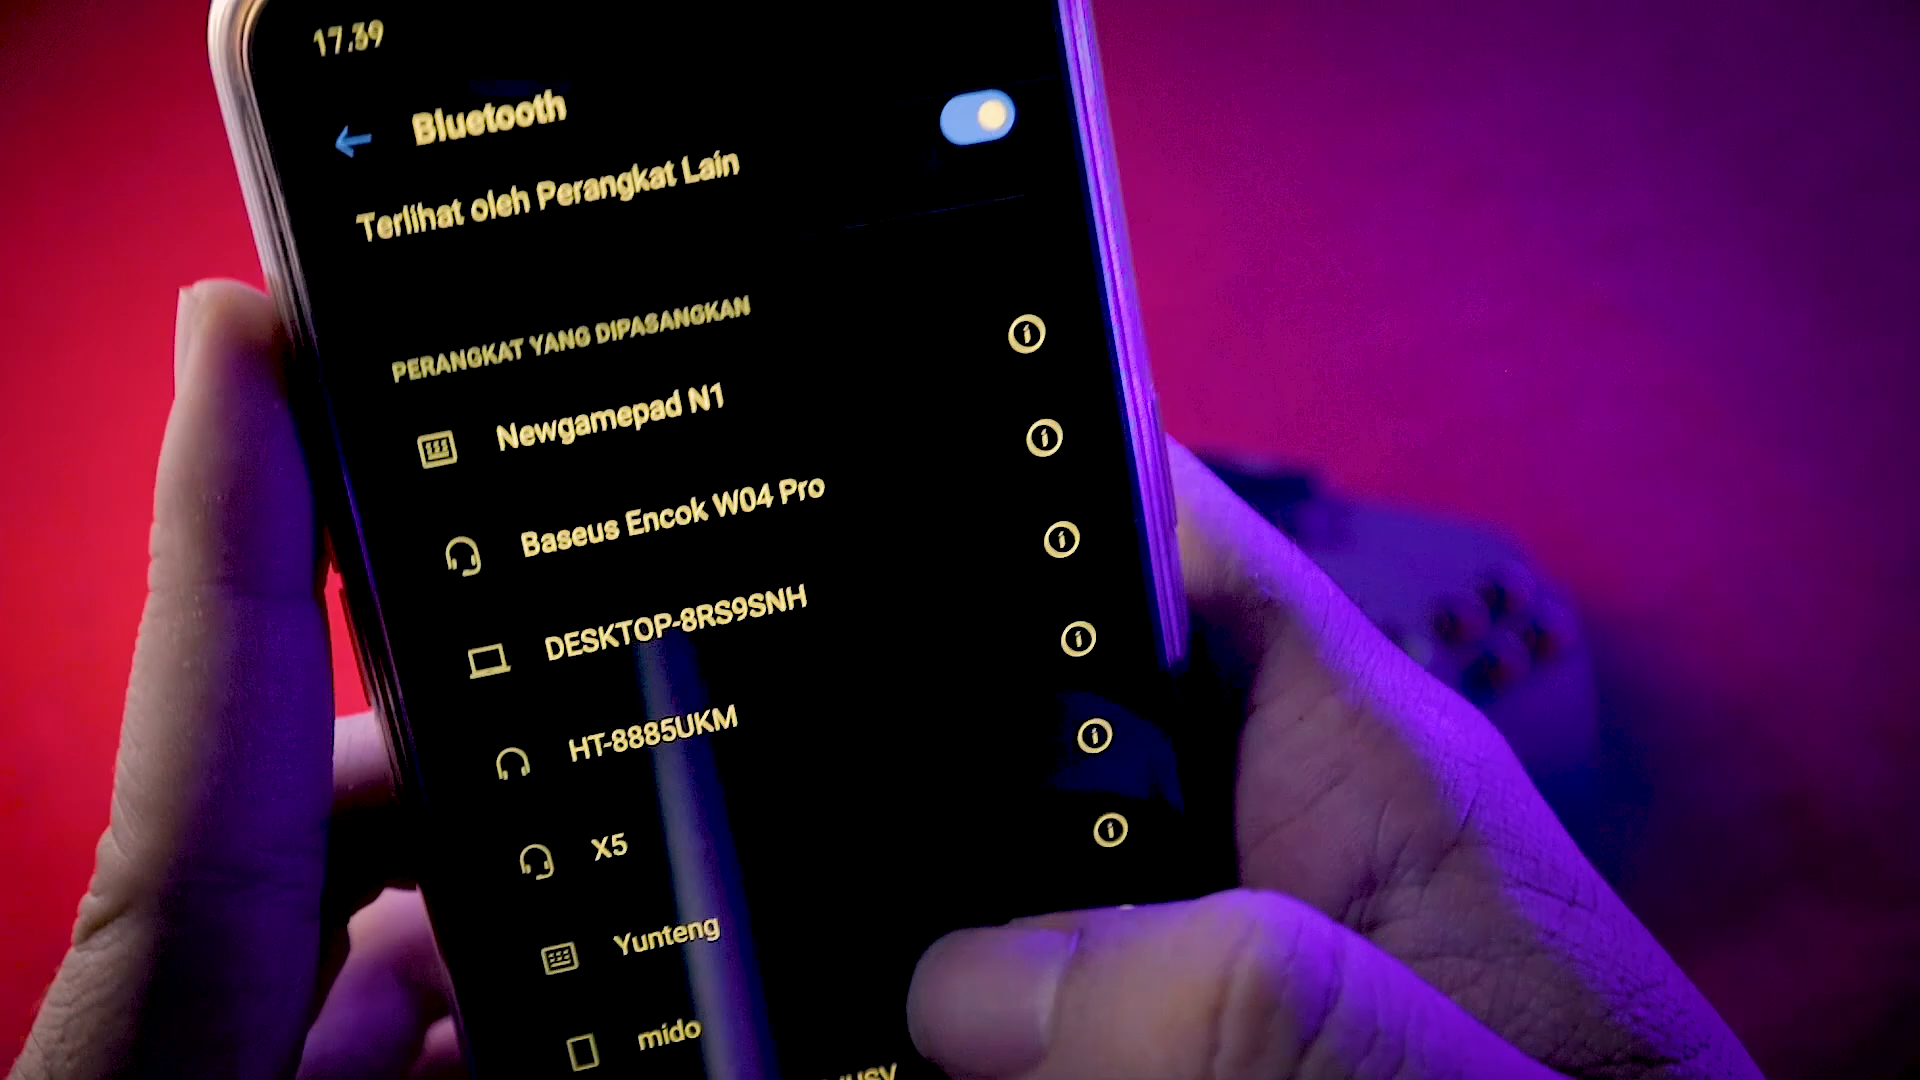 17.39
Bluetooth
Terlihat oleh Perangkat Lain
PERANGKAT YANG DIPASANGKAN
Newgamepad N1
Baseus Encok W04 Pro
DESKTOP-8RS9SNH
HT-8885UKM
X5
Yunteng
mido